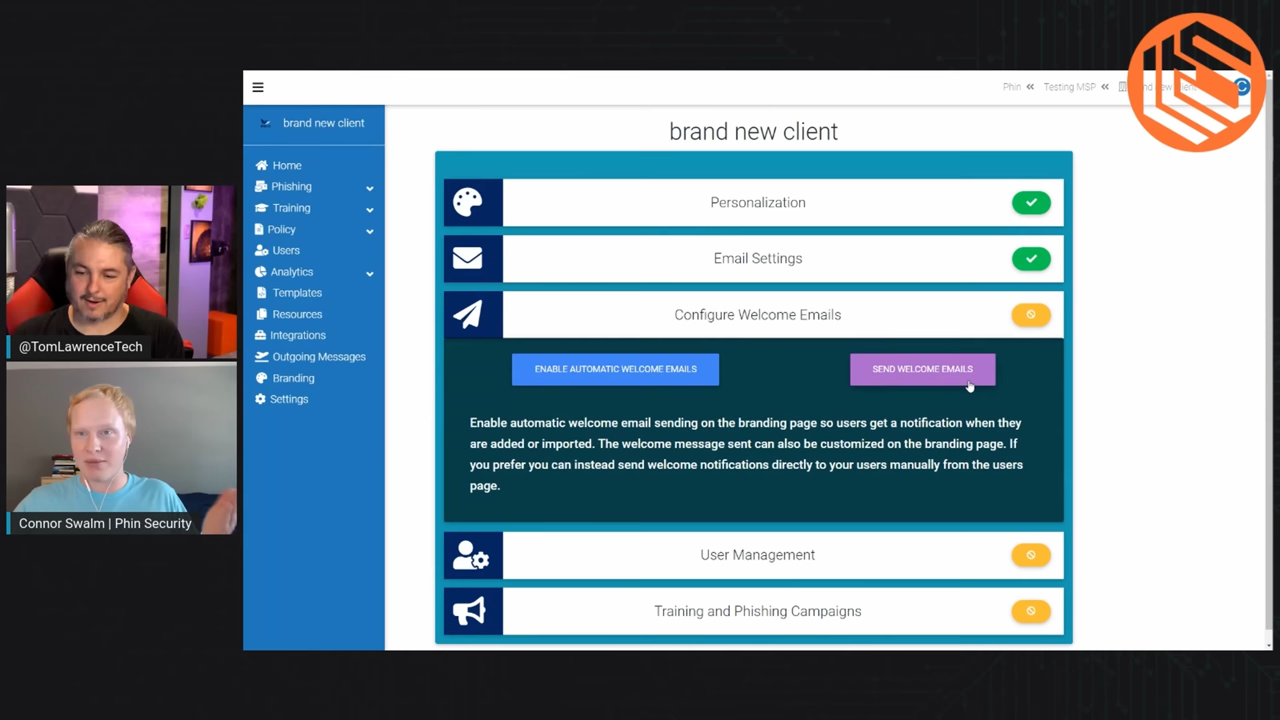 Phin
Testing MSP
brand new client
brand new client
Home
Phishing
Training
Policy
Users
Analytics
Templates
Resources
Integrations
Outgoing Messages
Branding
Settings
Personalization
Email Settings
Configure Welcome Emails
ENABLE AUTOMATIC WELCOME EMAILS
SEND WELCOME EMAILS
Enable automatic welcome email sending on the branding page so users get a notification when they
are added or imported. The welcome message sent can also be customized on the branding page. If
you prefer you can instead send welcome notifications directly to your users manually from the users
page.
User Management
Training and Phishing Campaigns
@TomLawrenceTech
Connor Swalm | Phin Security